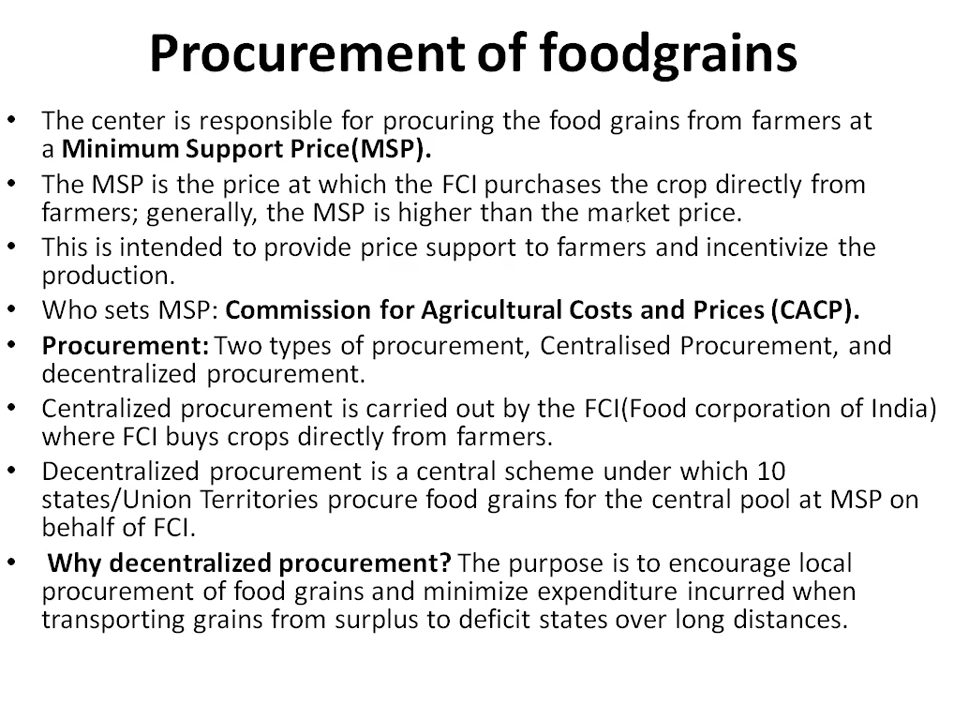 Procurement of foodgrains
• The center is responsible for procuring the food grains from farmers at
a Minimum Support Price(MSP).
• The MSP is the price at which the FCI purchases the crop directly from
farmers; generally, the MSP is higher than the market price.
• This is intended to provide price support to farmers and incentivize the
production.
• Who sets MSP: Commission for Agricultural Costs and Prices (CACP).
• Procurement: Two types of procurement, Centralised Procurement, and
decentralized procurement.
• Centralized procurement is carried out by the FCI(Food corporation of India)
where FCI buys crops directly from farmers.
• Decentralized procurement is a central scheme under which 10
states/Union Territories procure food grains for the central pool at MSP on
behalf of FCI.
• Why decentralized procurement? The purpose is to encourage local
procurement of food grains and minimize expenditure incurred when
transporting grains from surplus to deficit states over long distances.